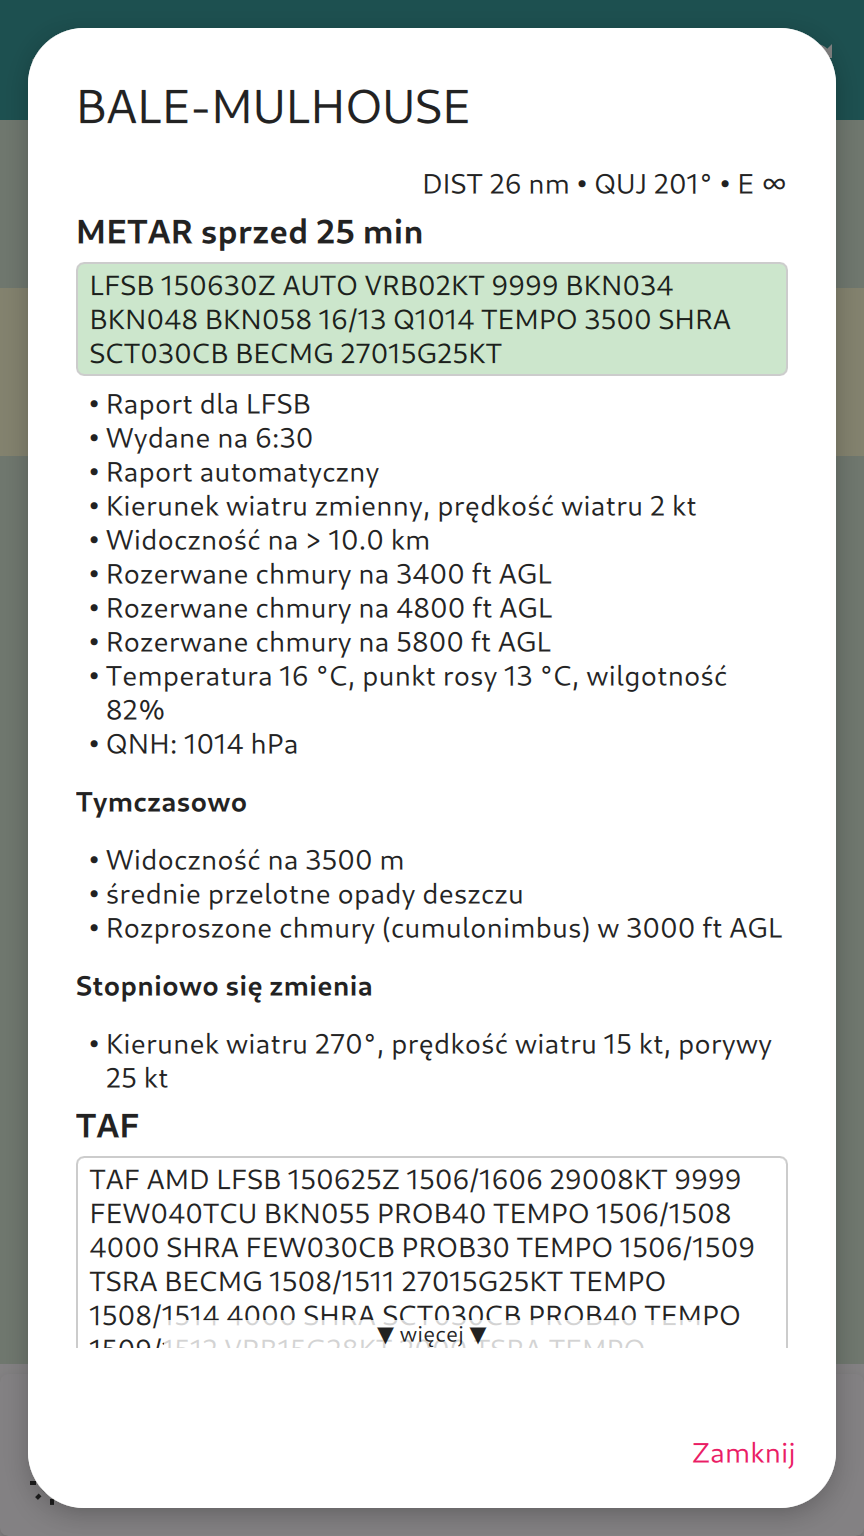 BALE-MULHOUSE
DIST 26 nm • QUJ 201° • E ∞
METAR sprzed 25 min
LFSB 150630Z AUTO VRB02KT 9999 BKN034
BKN048 BKN058 16/13 Q1014 TEMPO 3500 SHRA
SCT030CB BECMG 27015G25KT
• Raport dla LFSB
• Wydane na 6:30
• Raport automatyczny
• Kierunek wiatru zmienny, prędkość wiatru 2 kt
• Widoczność na > 10.0 km
• Rozerwane chmury na 3400 ft AGL
• Rozerwane chmury na 4800 ft AGL
• Rozerwane chmury na 5800 ft AGL
• Temperatura 16 °C, punkt rosy 13 °C, wilgotność
82%
• QNH: 1014 hPa
Tymczasowo
• Widoczność na 3500 m
• średnie przelotne opady deszczu
• Rozproszone chmury (cumulonimbus) w 3000 ft AGL
Stopniowo się zmienia
• Kierunek wiatru 270°, prędkość wiatru 15 kt, porywy
25 kt
TAF
TAF AMD LFSB 150625Z 1506/1606 29008KT 9999
FEW040TCU BKN055 PROB40 TEMPO 1506/1508
4000 SHRA FEW030CB PROB30 TEMPO 1506/1509
TSRA BECMG 1508/1511 27015G25KT TEMPO
1508/1514 4000 SHRA SCT030CB PROB40 TEMPO
▼ więcej ▼
1509/1512 VRB15G28KT TSRA TEMPO
Zamknij